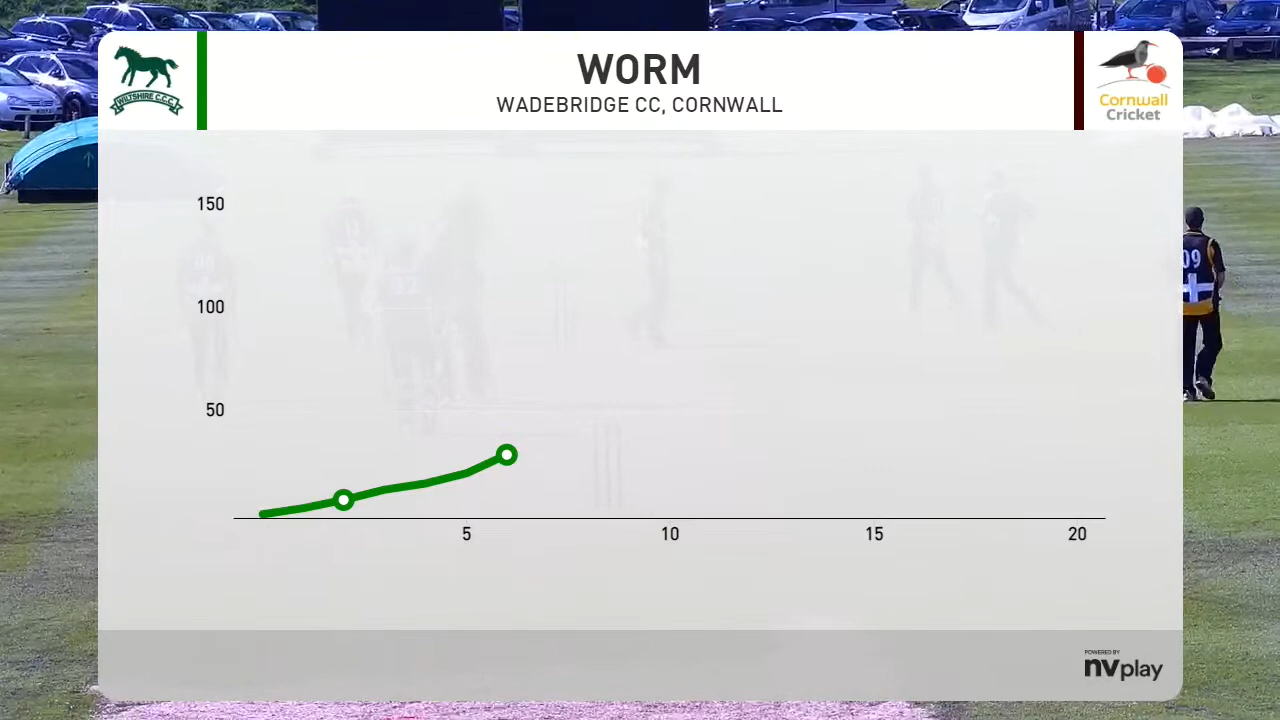 WORM
WADEBRIDGE CC, CORNWALL
WILTSHIRE C.C.C.
Cornwall
Cricket
150
100
50
5
10
15
20
09
POWERED BY
nvplay